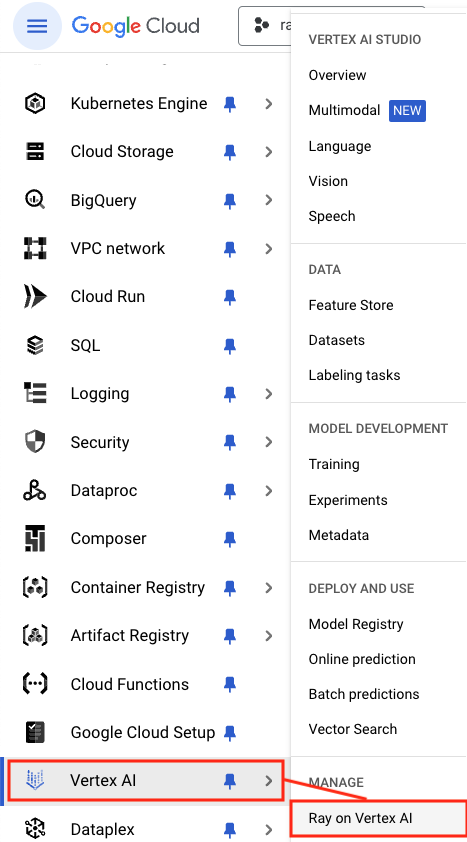 Google Cloud
ra
Kubernetes Engine
Cloud Storage
BigQuery
VPC network
Cloud Run
SQL
Logging
Security
Dataproc
Composer
Container Registry
Artifact Registry
Cloud Functions
Google Cloud Setup
Vertex AI
Dataplex
VERTEX AI STUDIO
Overview
Multimodal NEW
Language
Vision
Speech
DATA
Feature Store
Datasets
Labeling tasks
MODEL DEVELOPMENT
Training
Experiments
Metadata
DEPLOY AND USE
Model Registry
Online prediction
Batch predictions
Vector Search
MANAGE
Ray on Vertex AI